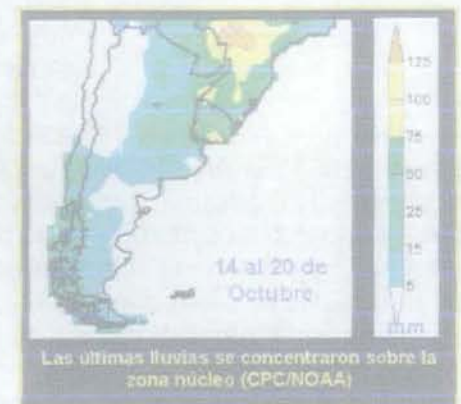 125
100
75
50
25
15
5
mm
14 al 20 de
Octubre
Las últimas lluvias se concentraron sobre la
zona núcleo (CPC/NOAA)